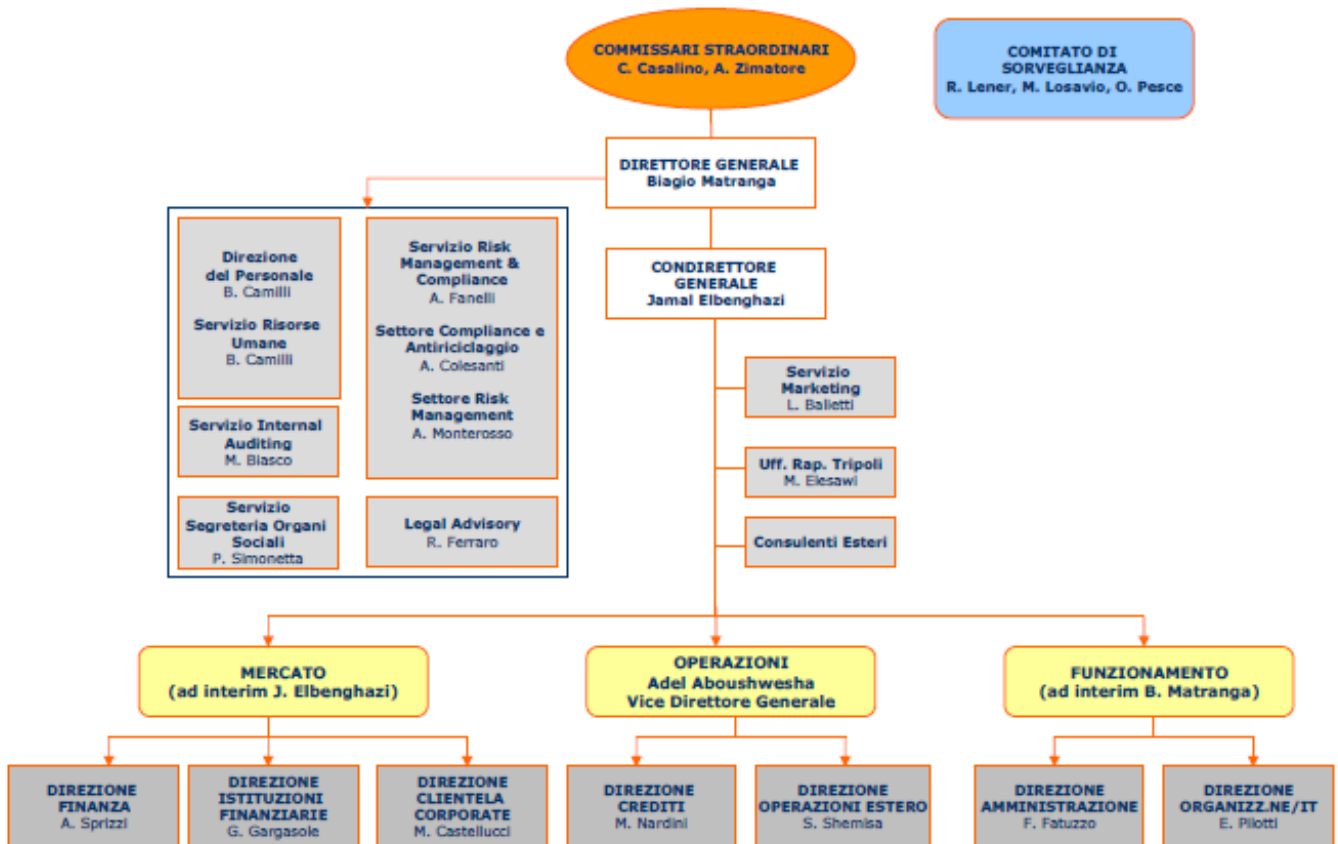 COMMISSARI STRAORDINARI
C. Casalino, A. Zimatore
COMITATO DI
SORVEGLIANZA
R. Lener, M. Losavio, O. Pesce
DIRETTORE GENERALE
Biagio Matranga
Direzione
del Personale
B. Camilli
Servizio Risorse
Umane
B. Camilli
Servizio Risk
Management &
Compliance
A. Fanelli
Settore Compliance e
Antiriciclaggio
A. Colesanti
Settore Risk
Management
A. Monterosso
Servizio Internal
Auditing
M. Blasco
Servizio
Segreteria Organi
Sociali
P. Simonetta
Legal Advisory
R. Ferraro
CONDIRETTORE
GENERALE
Jamal Elbenghazi
Servizio
Marketing
L. Balletti
Uff. Rap. Tripoli
M. Elesawi
Consulenti Esteri
MERCATO
(ad interim J. Elbenghazi)
OPERAZIONI
Adel Aboushwesha
Vice Direttore Generale
FUNZIONAMENTO
(ad interim B. Matranga)
DIREZIONE
FINANZA
A. Sprizzi
DIREZIONE
ISTITUZIONI
FINANZIARIE
G. Gargasole
DIREZIONE
CLIENTELA
CORPORATE
M. Castellucci
DIREZIONE
CREDITI
M. Nardini
DIREZIONE
OPERAZIONI ESTERO
S. Shemisa
DIREZIONE
AMMINISTRAZIONE
F. Fatuzzo
DIREZIONE
ORGANIZZ.NE/IT
E. Pilotti